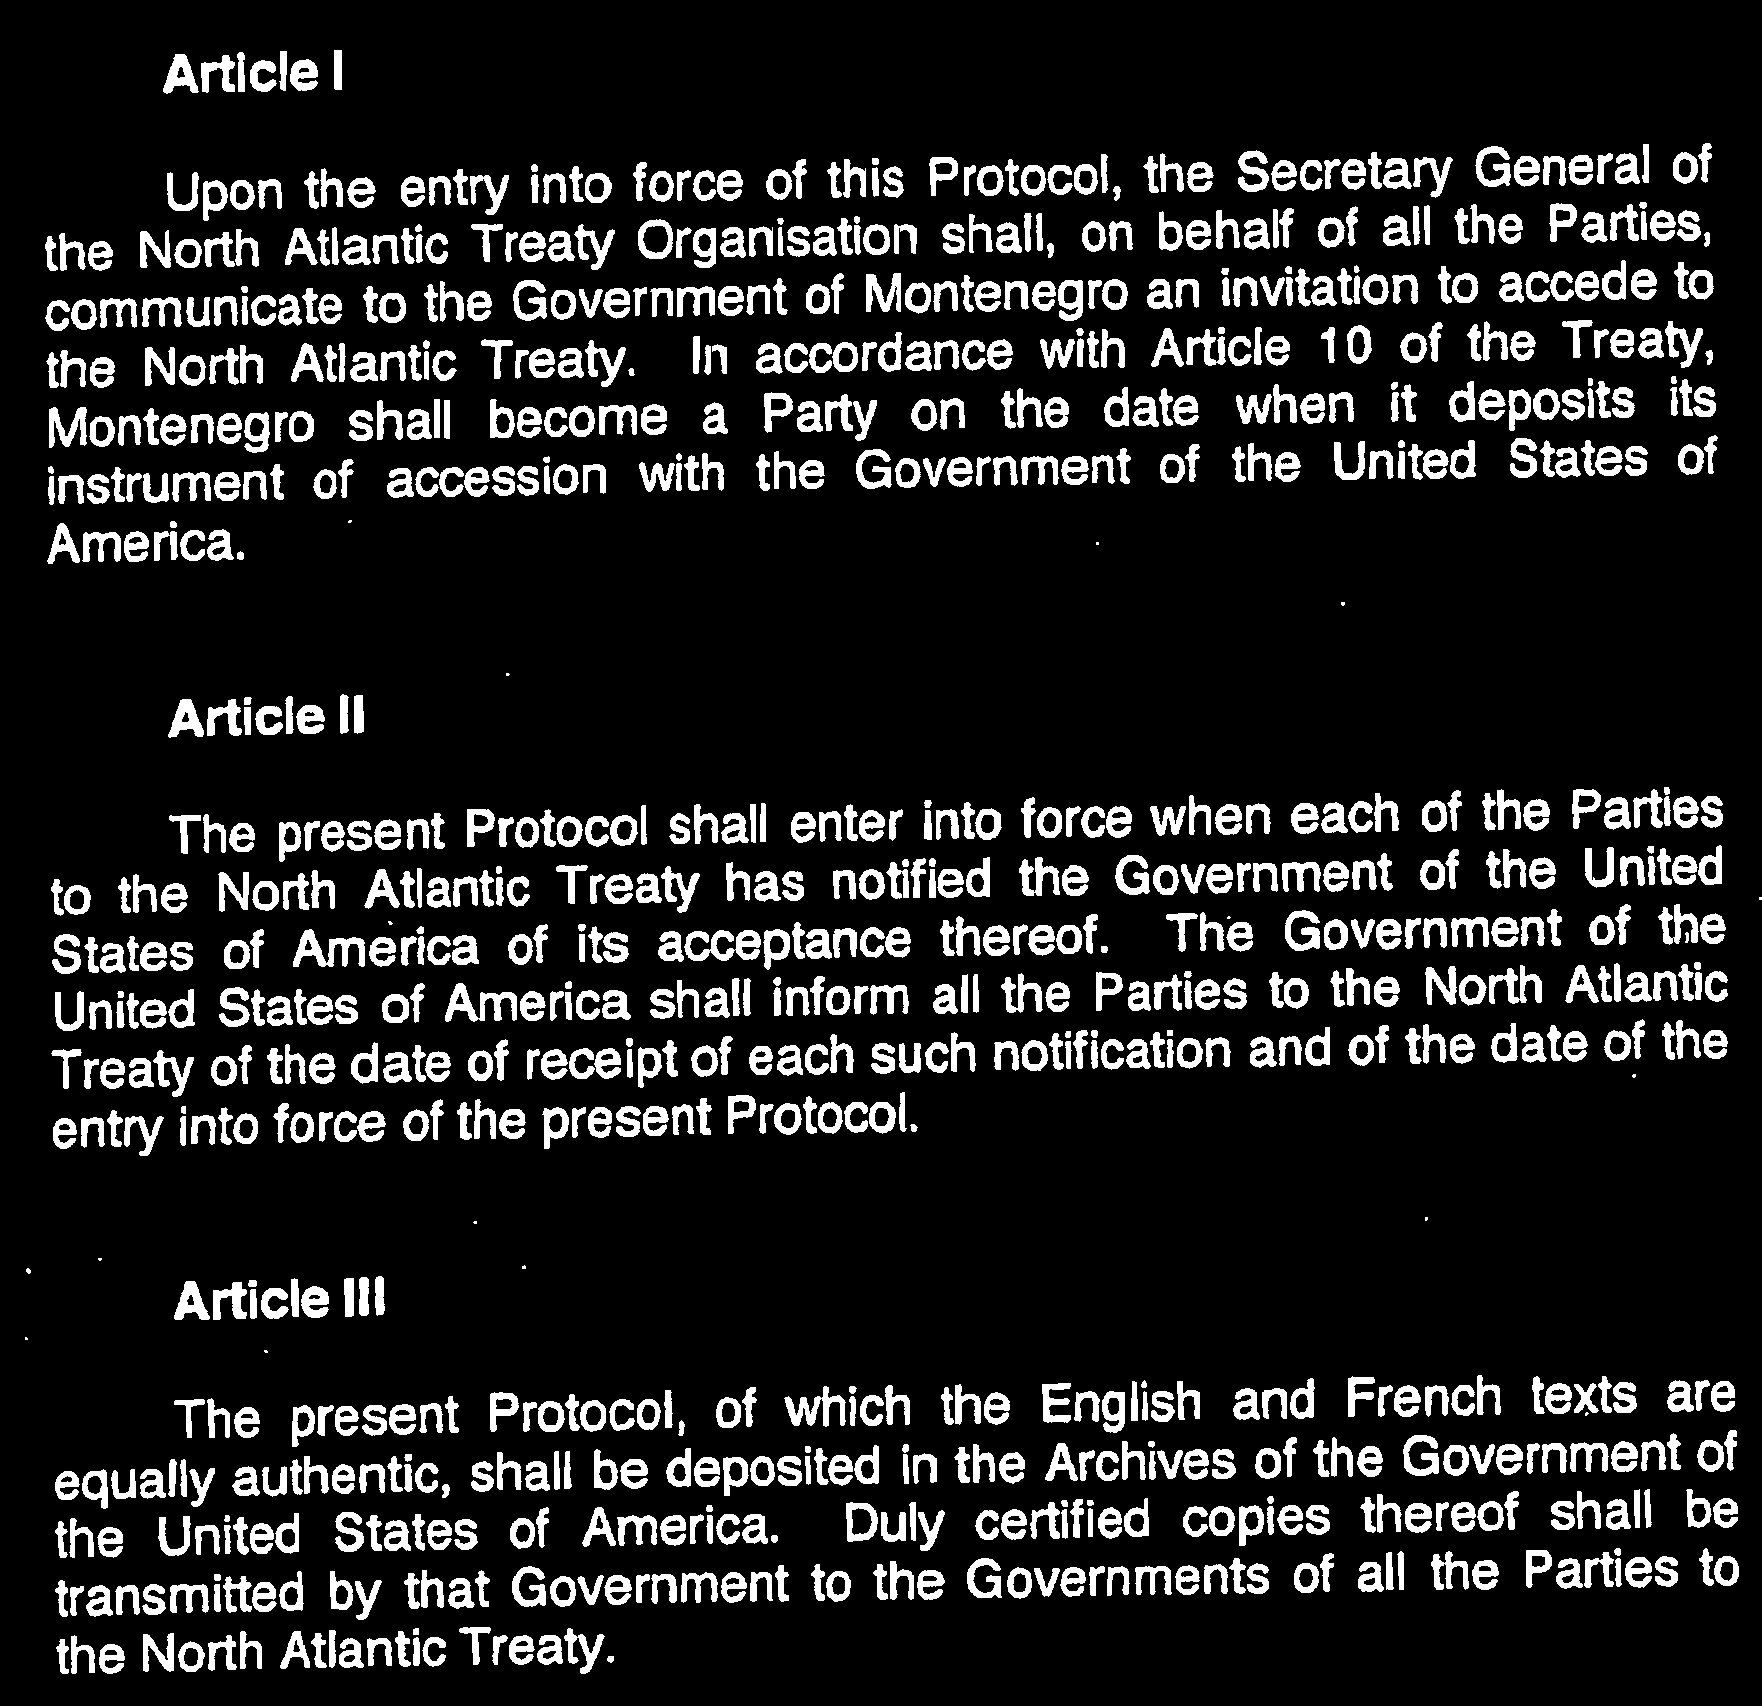 Article I
Upon the entry into force of this Protocol, the Secretary General of
the North Atlantic Treaty Organisation shall, on behalf of all the Parties,
communicate to the Government of Montenegro an invitation to accede to
the North Atlantic Treaty. In accordance with Article 10 of the Treaty,
Montenegro shall become a Party on the date when it deposits its
instrument of accession with the Government of the United States of
America.
Article II
The present Protocol shall enter into force when each of the Parties
to the North Atlantic Treaty has notified the Government of the United
States of America of its acceptance thereof. The Government of the
United States of America shall inform all the Parties to the North Atlantic
Treaty of the date of receipt of each such notification and of the date of the
entry into force of the present Protocol.
Article III
The present Protocol, of which the English and French texts are
equally authentic, shall be deposited in the Archives of the Government of
the United States of America. Duly certified copies thereof shall be
transmitted by that Government to the Governments of all the Parties to
the North Atlantic Treaty.